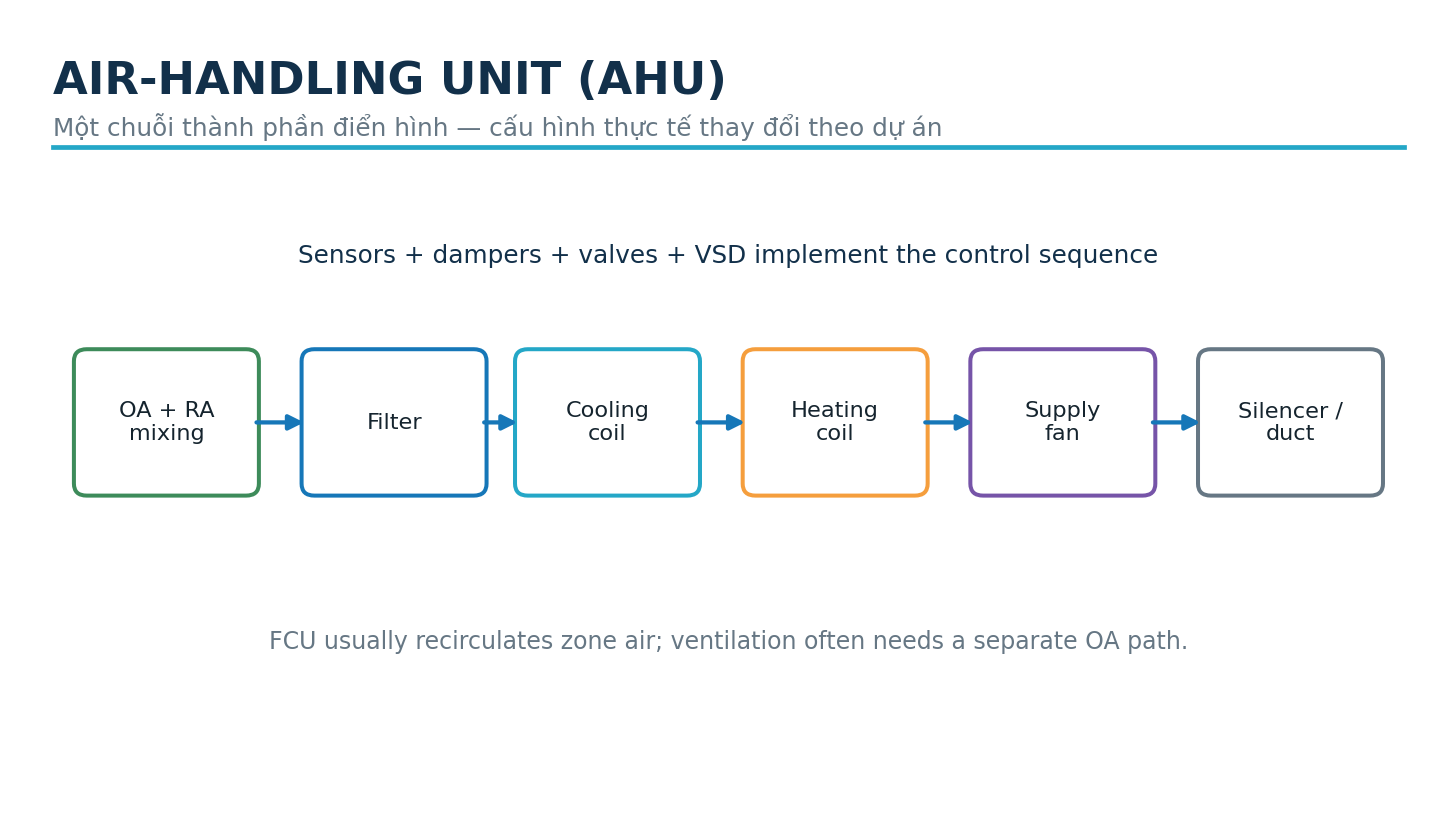 AIR-HANDLING UNIT (AHU)
Một chuỗi thành phần điển hình — cấu hình thực tế thay đổi theo dự án
Sensors + dampers + valves + VSD implement the control sequence
OA + RA
mixing
Filter
Cooling
coil
Heating
coil
Supply
fan
Silencer /
duct
FCU usually recirculates zone air; ventilation often needs a separate OA path.